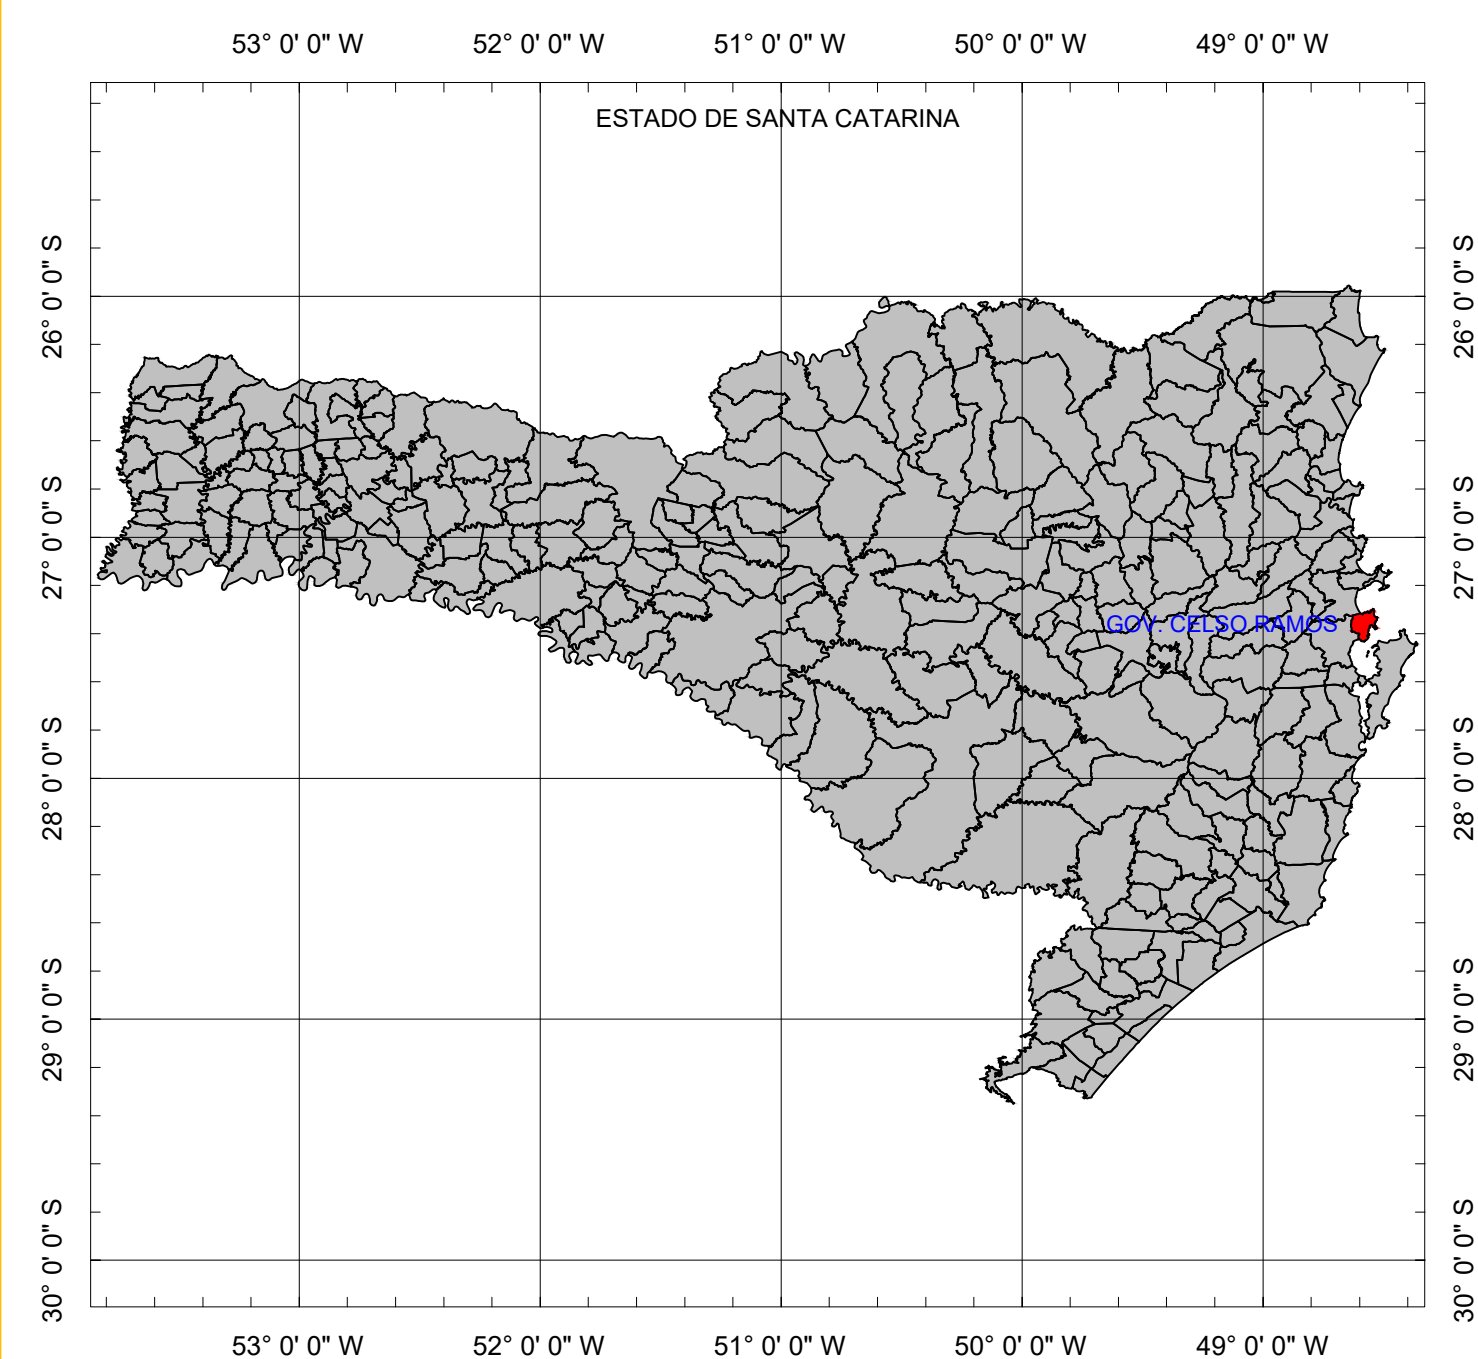 53° 0' 0" W 52° 0' 0" W 51° 0' 0" W 50° 0' 0" W 49° 0' 0" W
ESTADO DE SANTA CATARINA
26° 0' 0" S 26° 0' 0" S
27° 0' 0" S 27° 0' 0" S
GOV. CELSO RAMOS
28° 0' 0" S 28° 0' 0" S
29° 0' 0" S 29° 0' 0" S
30° 0' 0" S 30° 0' 0" S
53° 0' 0" W 52° 0' 0" W 51° 0' 0" W 50° 0' 0" W 49° 0' 0" W